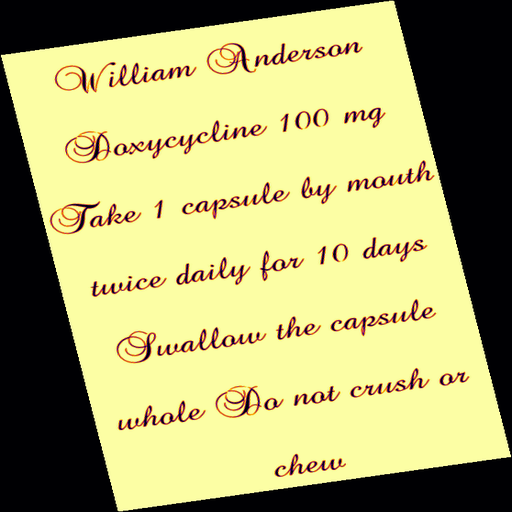 William Anderson
Doxycycline 100 mg
Take 1 capsule by mouth
twice daily for 10 days
Swallow the capsule
whole Do not crush or
chew